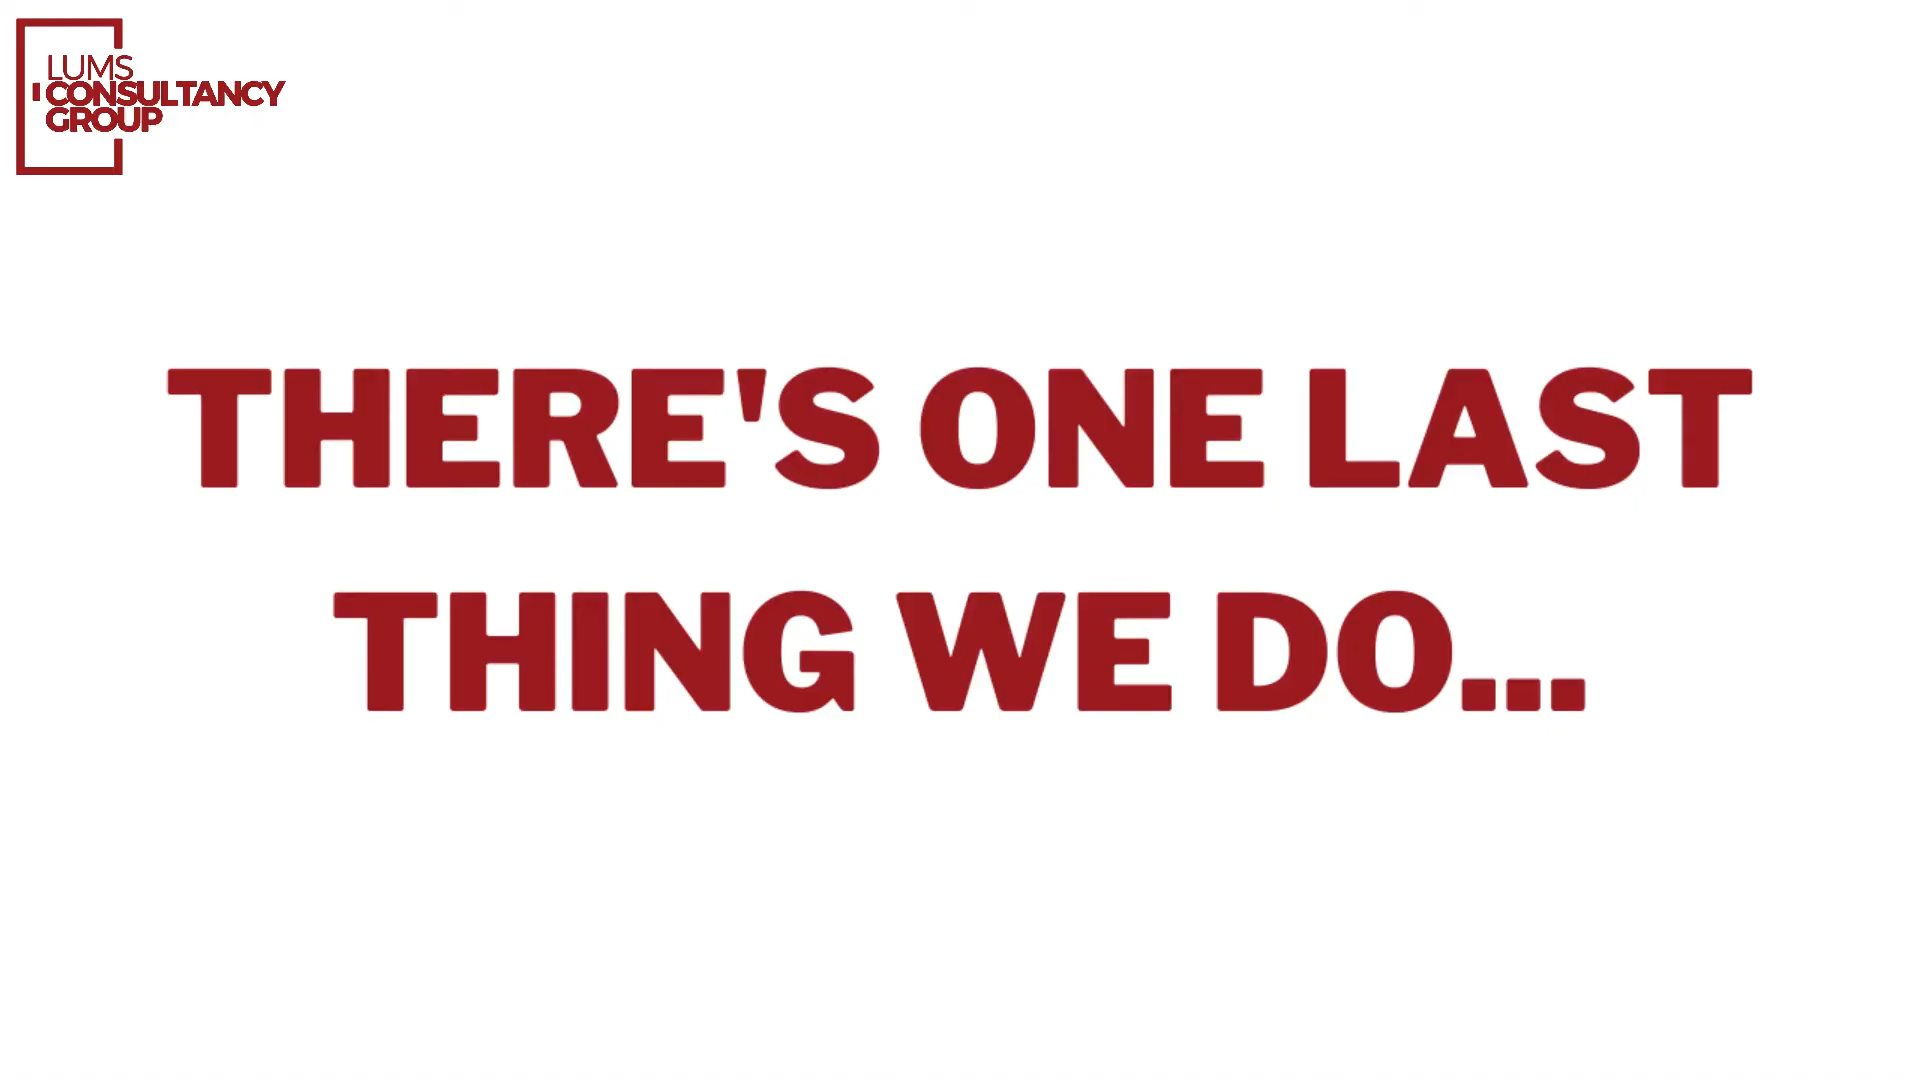 LUMS
CONSULTANCY
GROUP
THERE'S ONE LAST
THING WE DO...